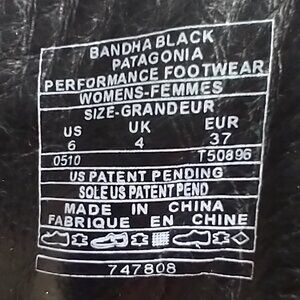 BANDHA BLACK
PATAGONIA
PERFORMANCE FOOTWEAR
WOMENS-FEMMES
SIZE-GRANDEUR
US UK EUR
6 4 37
0510 T50896
US PATENT PENDING
SOLE US PATENT PEND
MADE IN CHINA
FABRIQUE EN CHINE
747808